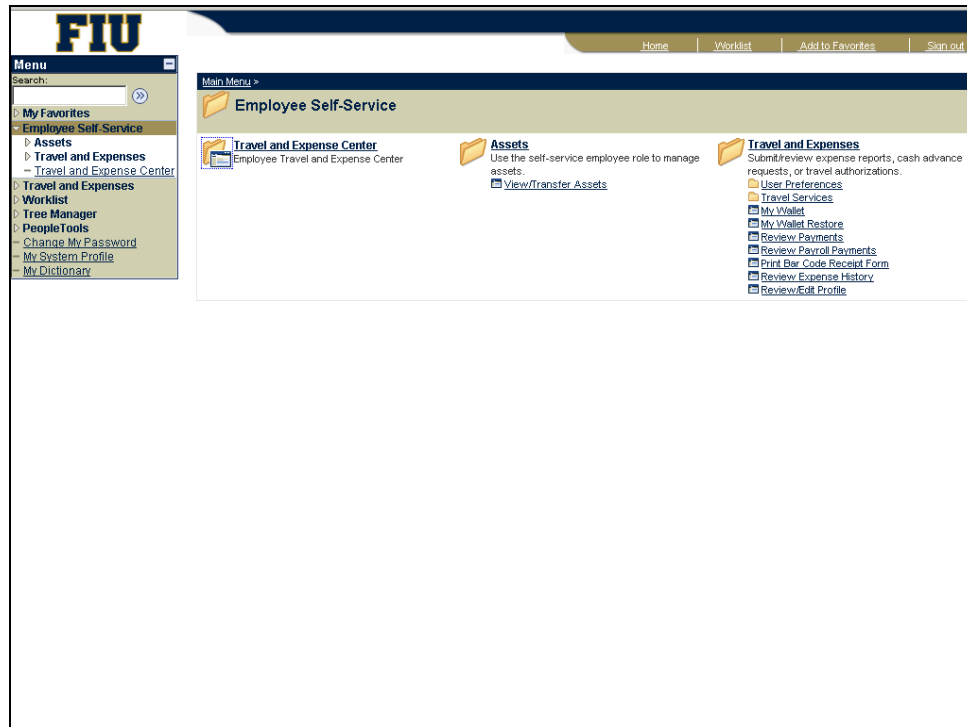 FIU
Home
Worklist
Add to Favorites
Sign out
Menu
Search:
My Favorites
Employee Self-Service
Assets
Travel and Expenses
Travel and Expense Center
Travel and Expenses
Worklist
Tree Manager
PeopleTools
Change My Password
My System Profile
My Dictionary
Main Menu >
Employee Self-Service
Travel and Expense Center
Employee Travel and Expense Center
Assets
Use the self-service employee role to manage
assets.
View/Transfer Assets
Travel and Expenses
Submit/review expense reports, cash advance
requests, or travel authorizations.
User Preferences
Travel Services
My Wallet
My Wallet Restore
Review Payments
Review Payroll Payments
Print Bar Code Receipt Form
Review Expense History
Review/Edit Profile